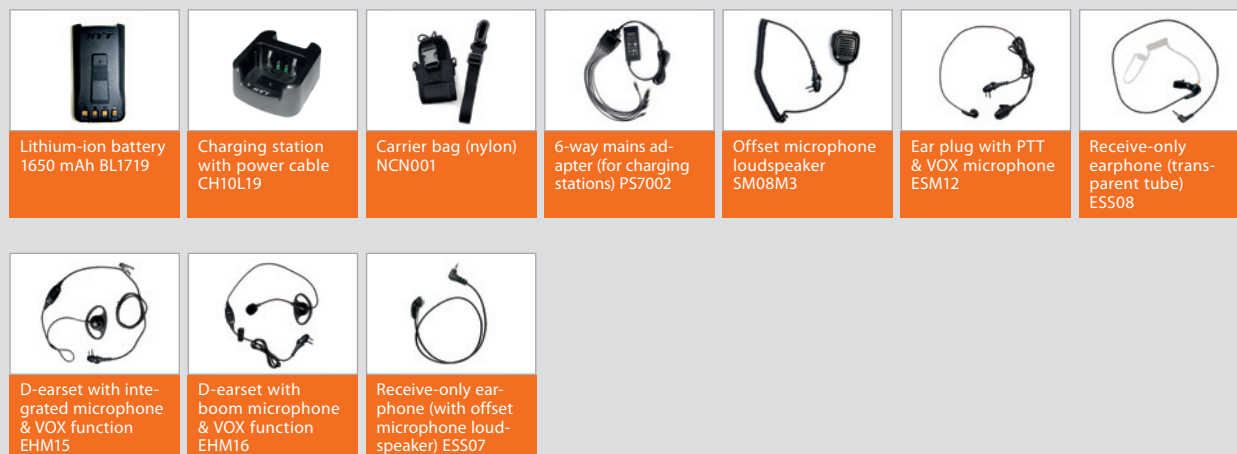 HYT
HYT
Lithium-ion battery
1650 mAh BL1719
Charging station
with power cable
CH10L19
Carrier bag (nylon)
NCN001
6-way mains ad-
apter (for charging
stations) PS7002
Offset microphone
loudspeaker
SM08M3
Ear plug with PTT
& VOX microphone
ESM12
Receive-only
earphone (trans-
parent tube)
ESS08
D-earset with inte-
grated microphone
& VOX function
EHM15
D-earset with
boom microphone
& VOX function
EHM16
Receive-only ear-
phone (with offset
microphone loud-
speaker) ESS07